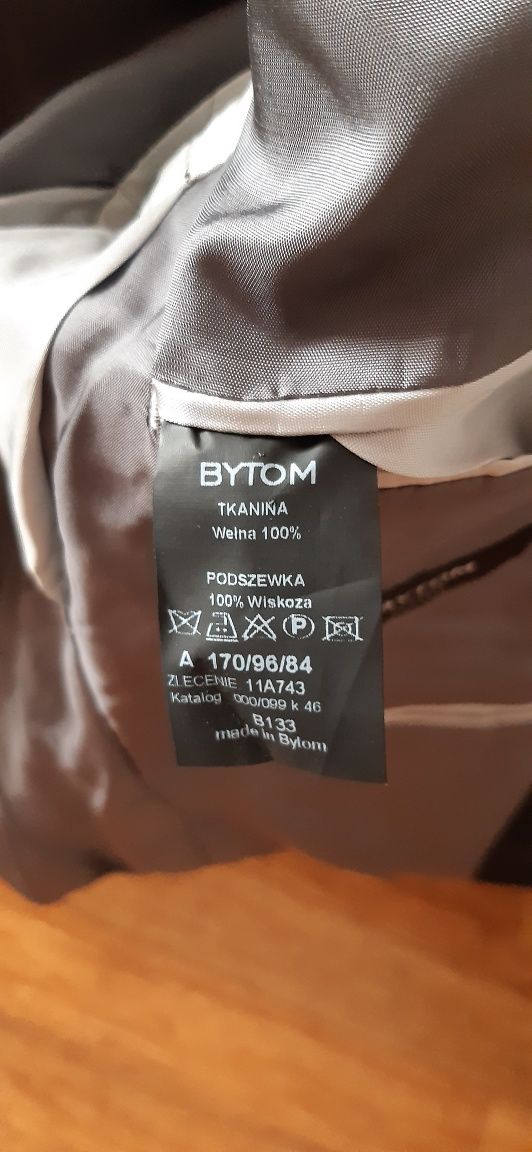 BYTOM
TKANINA
Wełna 100%
PODSZEWKA
100% Wiskoza
P
A 170/96/84
ZLECENIE 11A743
Katalog 000/099 k 46
B133
made in Bytom